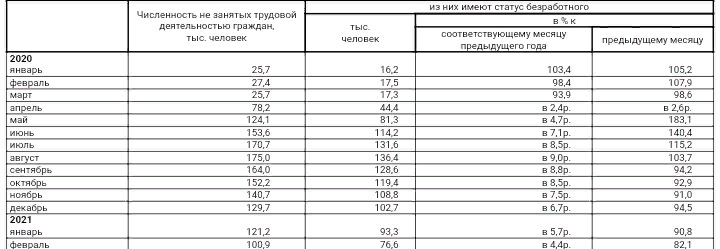 Численность не занятых трудовой деятельностью граждан, тыс. человек
из них имеют статус безработного
тыс. человек
в % к
соответствующему месяцу предыдущего года
предыдущему месяцу
2020
январь 25,7 16,2 103,4 105,2
февраль 27,4 17,5 98,4 107,9
март 25,7 17,3 93,9 98,6
апрель 78,2 44,4 в 2,4р. в 2,6р.
май 124,1 81,3 в 4,7р. 183,1
июнь 153,6 114,2 в 7,1р. 140,4
июль 170,7 131,6 в 8,5р. 115,2
август 175,0 136,4 в 9,0р. 103,7
сентябрь 164,0 128,6 в 8,8р. 94,2
октябрь 152,2 119,4 в 8,5р. 92,9
ноябрь 140,7 108,8 в 7,5р. 91,0
декабрь 129,7 102,7 в 6,7р. 94,5
2021
январь 121,2 93,3 в 5,7р. 90,8
февраль 100,9 76,6 в 4,4р. 82,1